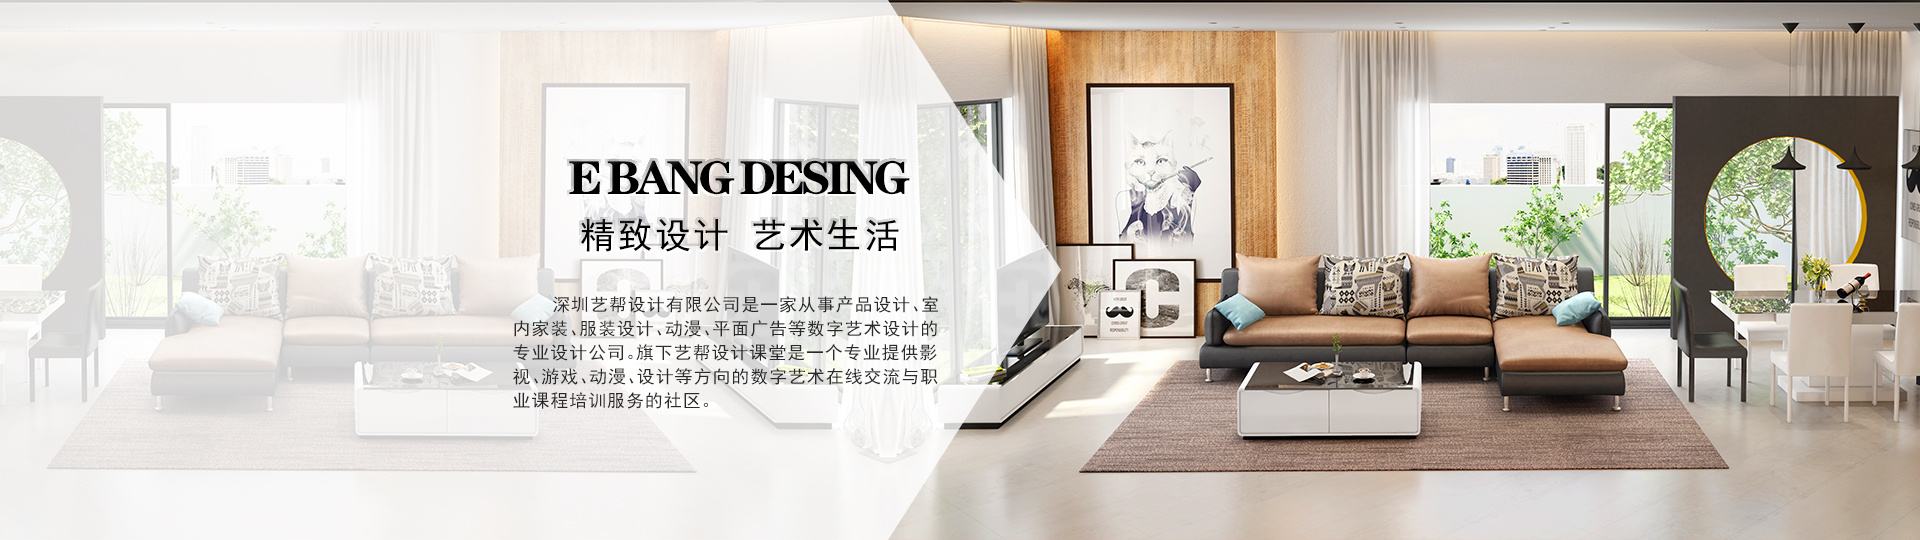 E BANG DESING
精致设计 艺术生活
深圳艺帮设计有限公司是一家从事产品设计、室
内家装、服装设计、动漫、平面广告等数字艺术设计的
专业设计公司。旗下艺帮设计课堂是一个专业提供影
视、游戏、动漫、设计等方向的数字艺术在线交流与职
业课程培训服务的社区。
C